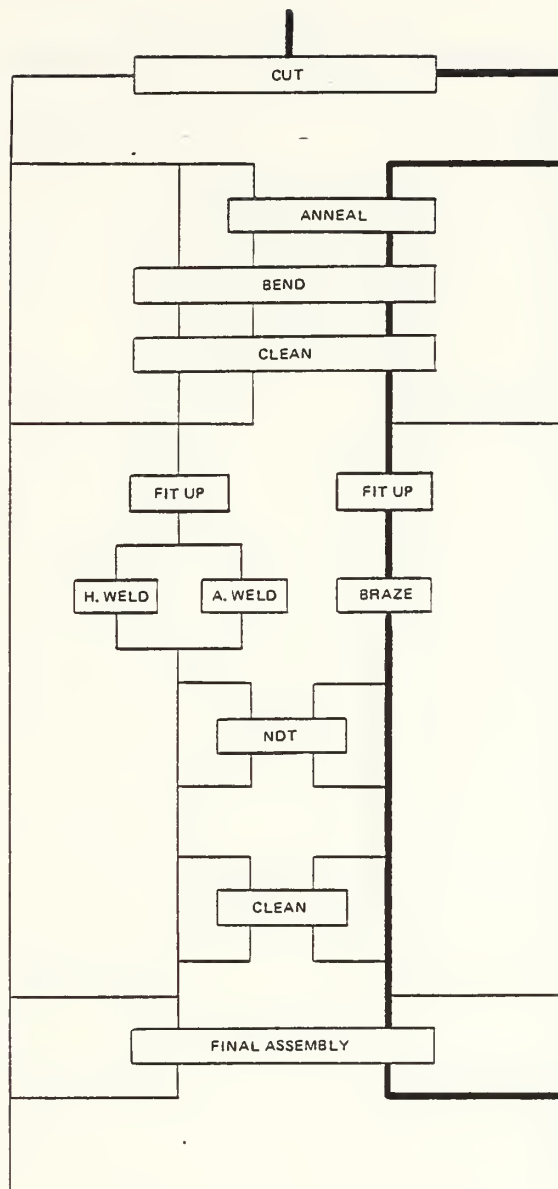 CUT
ANNEAL
BEND
CLEAN
FIT UP
FIT UP
H. WELD
A. WELD
BRAZE
NDT
CLEAN
FINAL ASSEMBLY